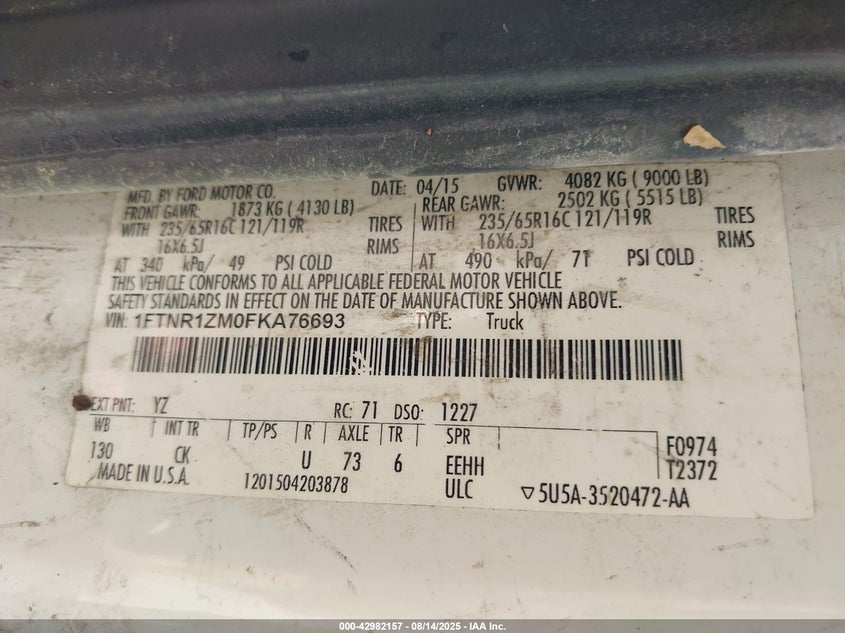 MFD. BY FORD MOTOR CO. DATE: 04/15 GVWR: 4082 KG ( 9000 LB)
FRONT GAWR: 1873 KG ( 4130 LB) REAR GAWR: 2502 KG ( 5515 LB)
WITH 235/65R16C 121/119R TIRES WITH 235/65R16C 121/119R TIRES
16X6.5J RIMS 16X6.5J RIMS
AT 340 kPa/ 49 PSI COLD AT 490 kPa/ 71 PSI COLD
THIS VEHICLE CONFORMS TO ALL APPLICABLE FEDERAL MOTOR VEHICLE
SAFETY STANDARDS IN EFFECT ON THE DATE OF MANUFACTURE SHOWN ABOVE.
VIN: 1FTNR1ZM0FKA76693 TYPE: Truck
EXT PNT: YZ RC: 71 DSO: 1227
WB INT TR TP/PS R AXLE TR SPR F0974
130 CK U 73 6 EEHH T2372
MADE IN U.S.A. 1201504203878 ULC ▽5U5A-3520472-AA
000-42982157 - 08/14/2025 - IAA Inc.